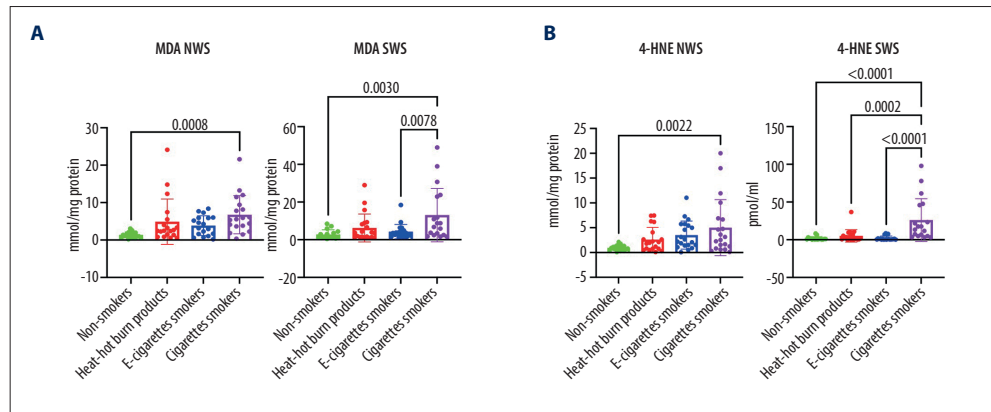 A
MDA NWS
mmol/mg protein
30
20
10
0
-10
0.0008
Non-smokers
Heat-hot burn products
E-cigarettes smokers
Cigarettes smokers
MDA SWS
mmol/mg protein
60
40
20
0
-20
0.0030
0.0078
Non-smokers
Heat-hot burn products
E-cigarettes smokers
Ciggarettes smokers
B
4-HNE NWS
mmol/mg protein
25
20
15
10
5
0
-5
0.0022
Non-smokers
Heat-hot burn products
E-cigarettes smokers
Cigarettes smokers
4-HNE SWS
pmol/ml
150
100
50
0
-50
<0.0001
0.0002
<0.0001
Non-smokers
Heat-hot burn products
E-cigarettes smokers
Cigarettes smokers